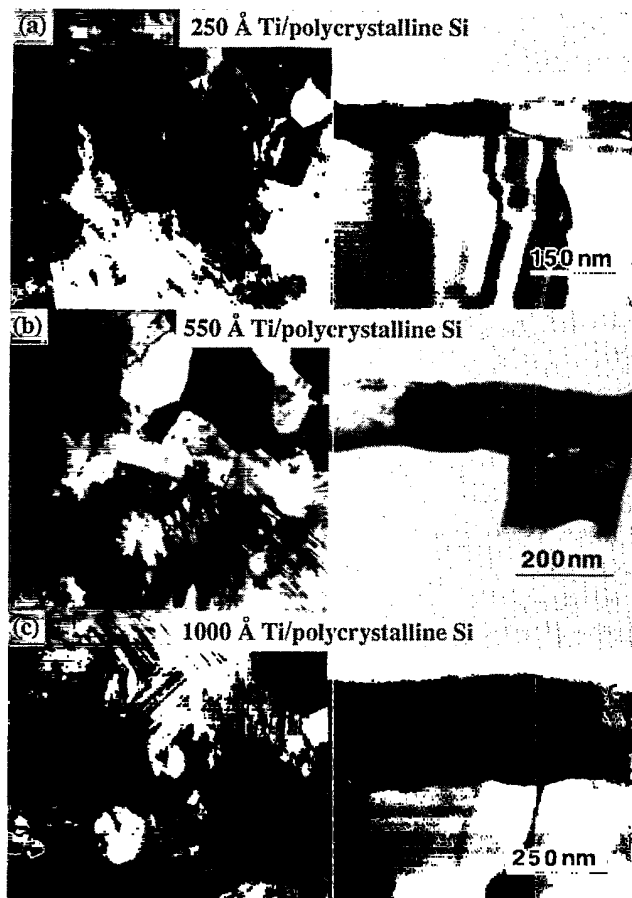 (a) 250 Å Ti/polycrystalline Si
150 nm
(b) 550 Å Ti/polycrystalline Si
200 nm
(c) 1000 Å Ti/polycrystalline Si
250 nm